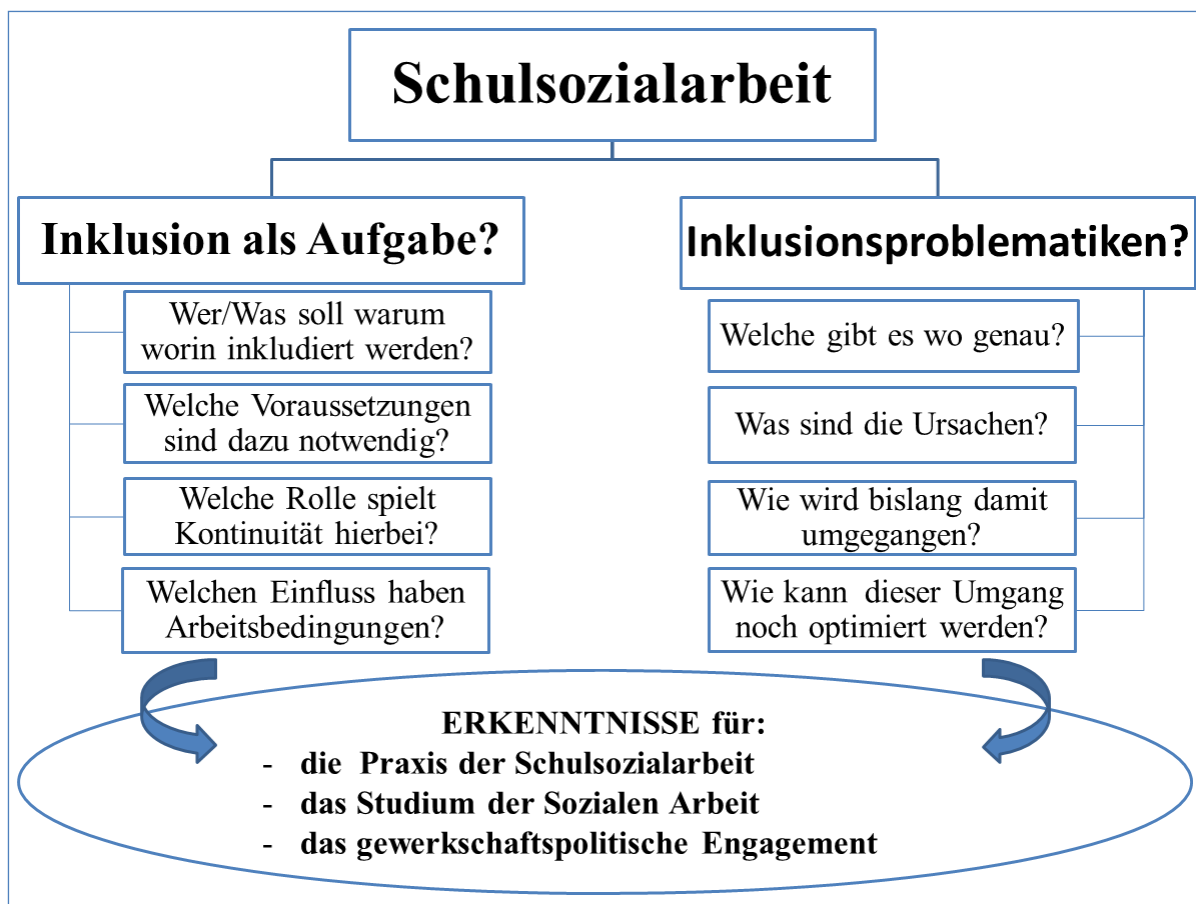 Schulsozialarbeit
Inklusion als Aufgabe?
Wer/Was soll warum
worin inkludiert werden?
Welche Voraussetzungen
sind dazu notwendig?
Welche Rolle spielt
Kontinuität hierbei?
Welchen Einfluss haben
Arbeitsbedingungen?
Inklusionsproblematiken?
Welche gibt es wo genau?
Was sind die Ursachen?
Wie wird bislang damit
umgegangen?
Wie kann dieser Umgang
noch optimiert werden?
ERKENNTNISSE für:
- die Praxis der Schulsozialarbeit
- das Studium der Sozialen Arbeit
- das gewerkschaftspolitische Engagement